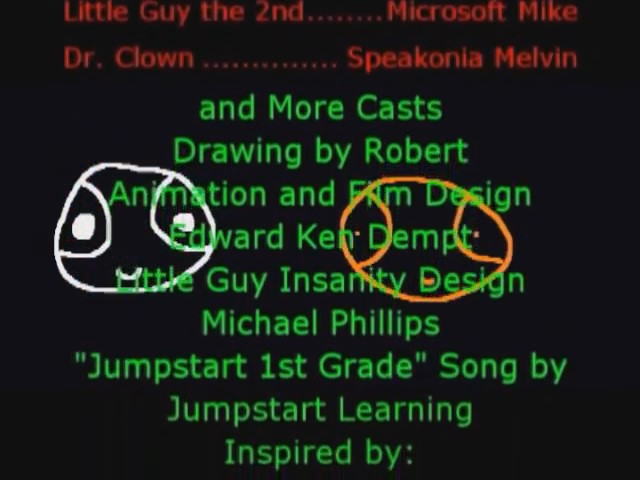 Little Guy the 2nd........Microsoft Mike
Dr. Clown .............. Speakonia Melvin
and More Casts
Drawing by Robert
Animation and Film Design
Edward Ken Dempt
Little Guy Insanity Design
Michael Phillips
"Jumpstart 1st Grade" Song by
Jumpstart Learning
Inspired by: